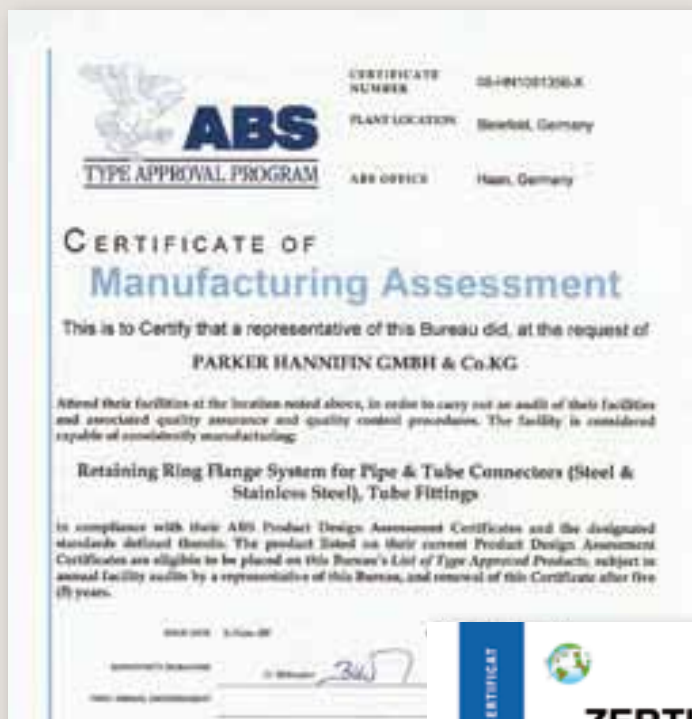 CERTIFICATE
NUMBER
PLANT LOCATION Bielefeld, Germany
ABS
TYPE APPROVAL PROGRAM
ABS OFFICE Haan, Germany
CERTIFICATE OF
Manufacturing Assessment
This is to Certify that a representative of this Bureau did, at the request of
PARKER HANNIFIN GMBH & Co.KG
Attend their facilities at the location noted above, in order to carry out an audit of their facilities
and associated quality assurance and quality control procedures. The facility is considered
capable of consistently manufacturing:
Retaining Ring Flange System for Pipe & Tube Connectors (Steel &
Stainless Steel), Tube Fittings
in compliance with their ABS Product Design Assessment Certificates and the designated
standards defined therein. The product listed on their current Product Design Assessment
Certificates are eligible to be placed on this Bureau's List of Type Approved Products, subject to
annual facility audits by a representative of this Bureau, and renewal of this Certificate after five
(5) years.
ERTIFICAT
ZERT